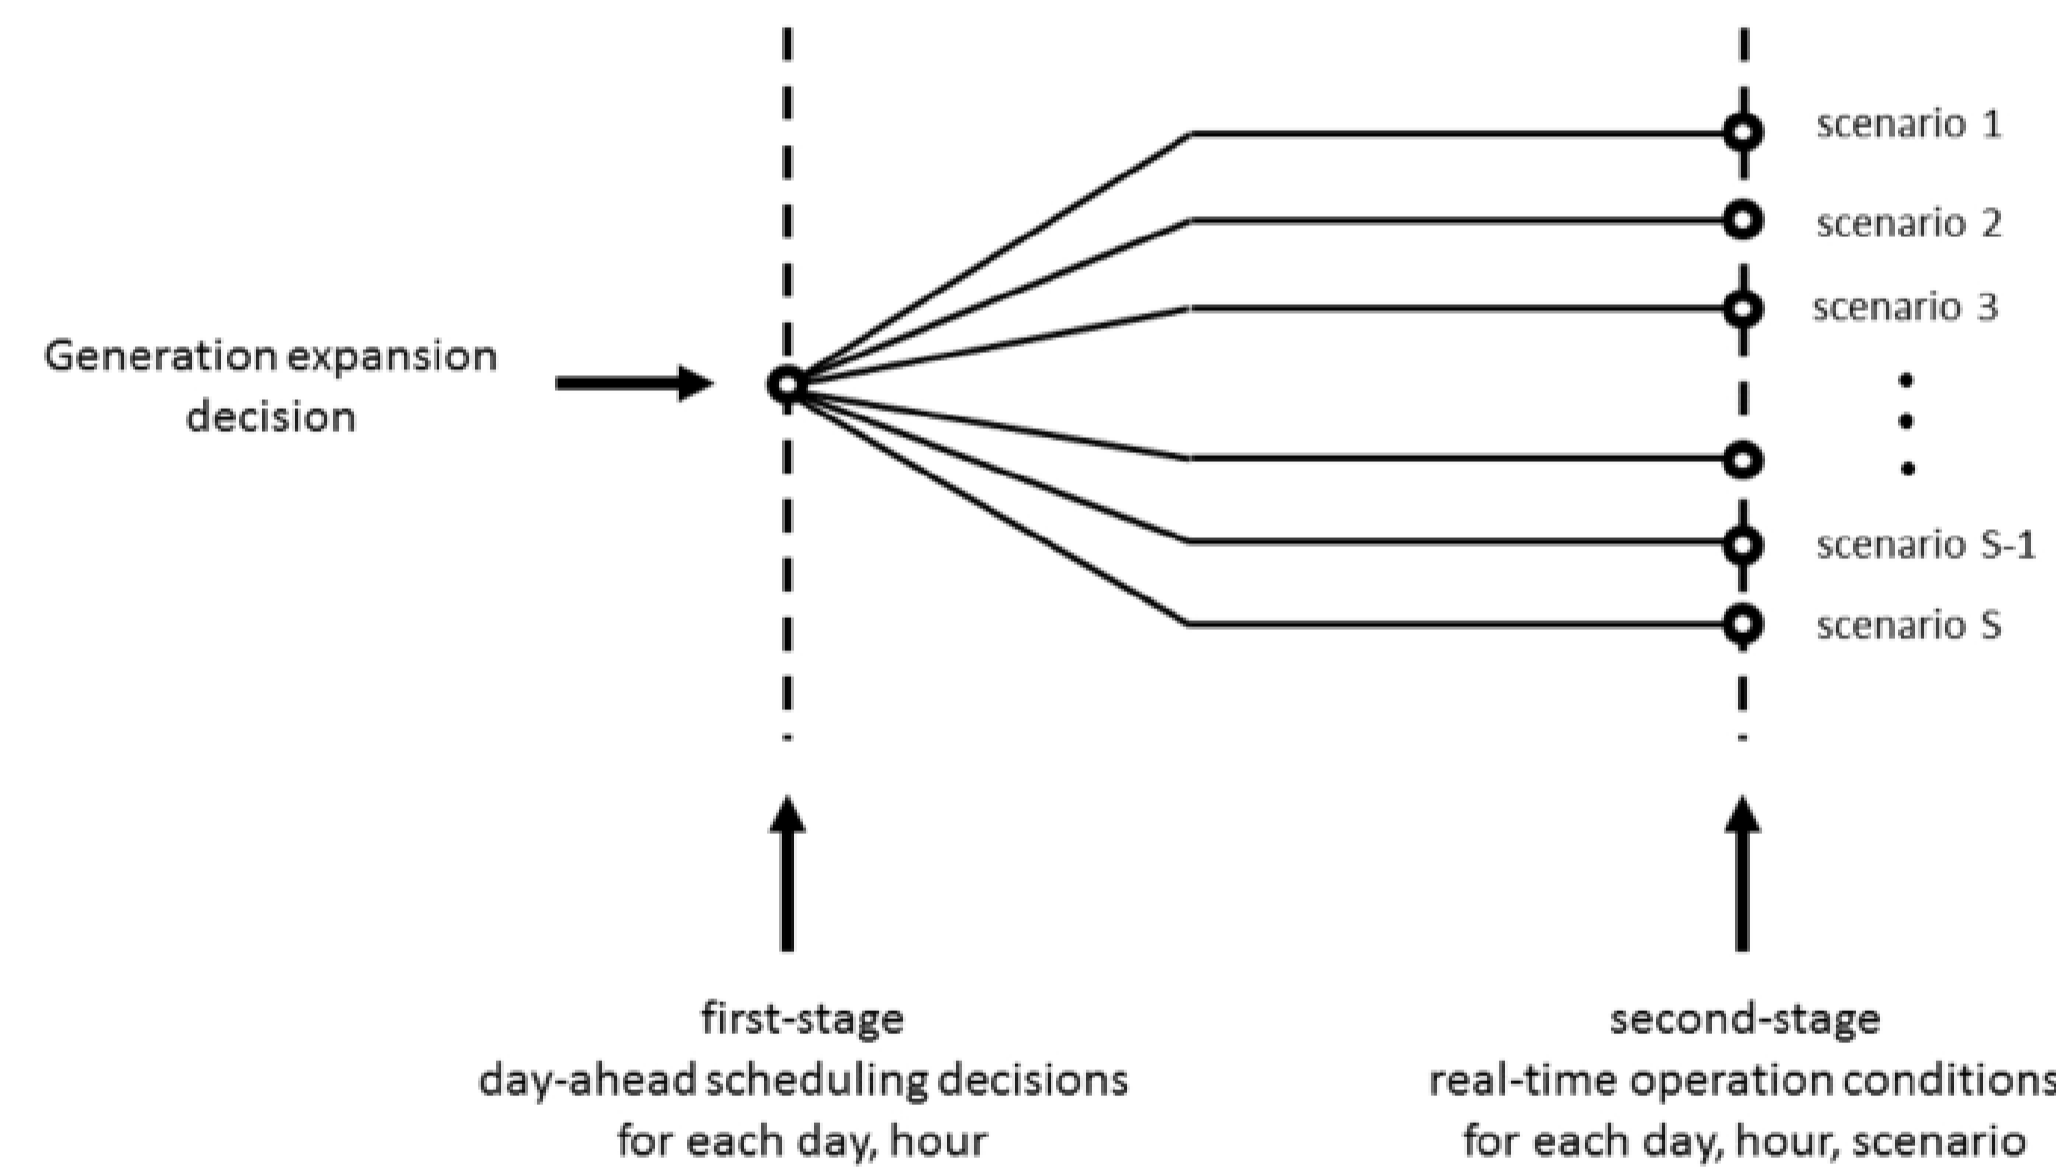 scenario 1
scenario 2
scenario 3
Generation expansion
decision
scenario S-1
scenario S
first-stage
day-ahead scheduling decisions
for each day, hour
second-stage
real-time operation conditions
for each day, hour, scenario